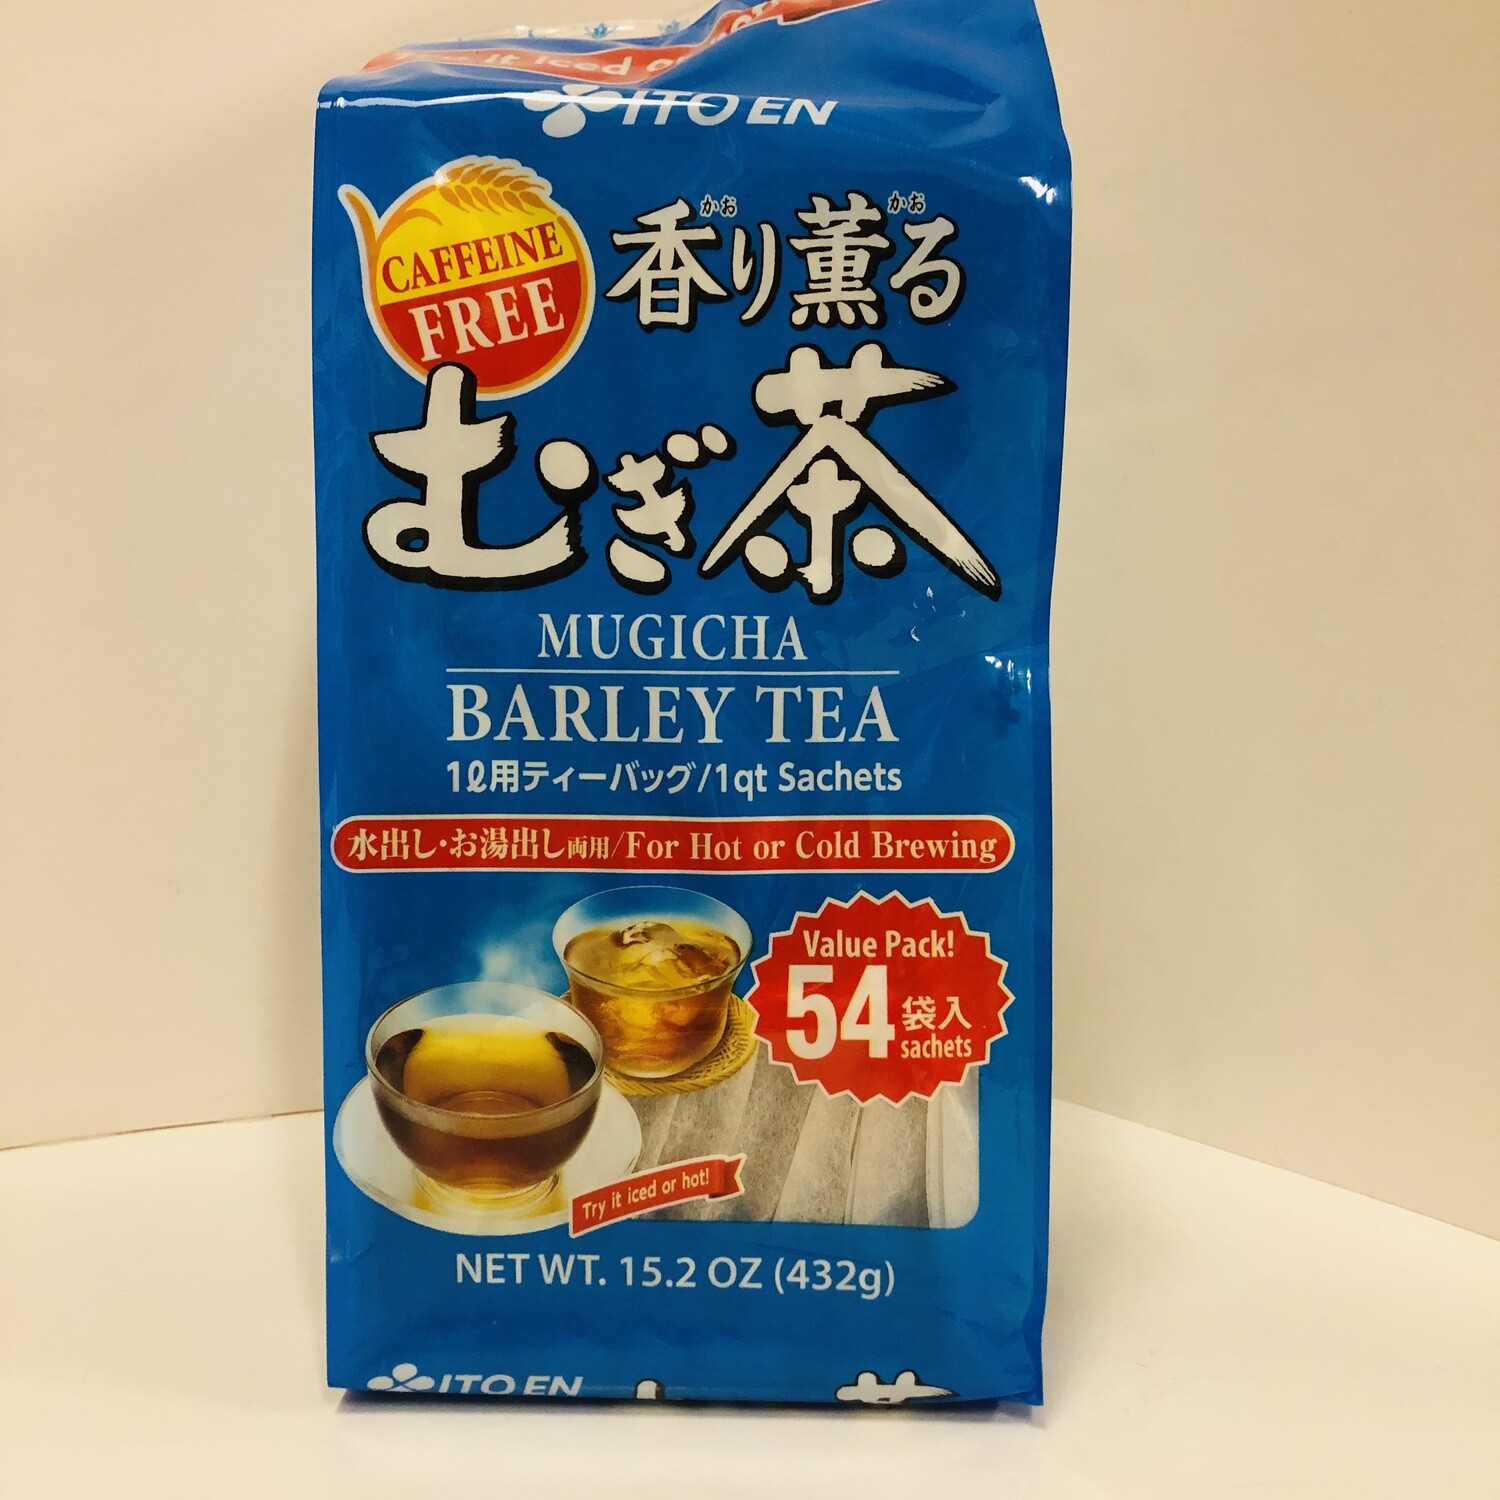 it iced
ITO EN
CAFFEINE
FREE
かお かお
香り薫る
むぎ茶
MUGICHA
BARLEY TEA
1ℓ用ティーバッグ/1qt Sachets
水出し・お湯出し両用/For Hot or Cold Brewing
Value Pack!
54袋入
sachets
Try it iced or hot!
NET WT. 15.2 OZ (432g)
ITO EN